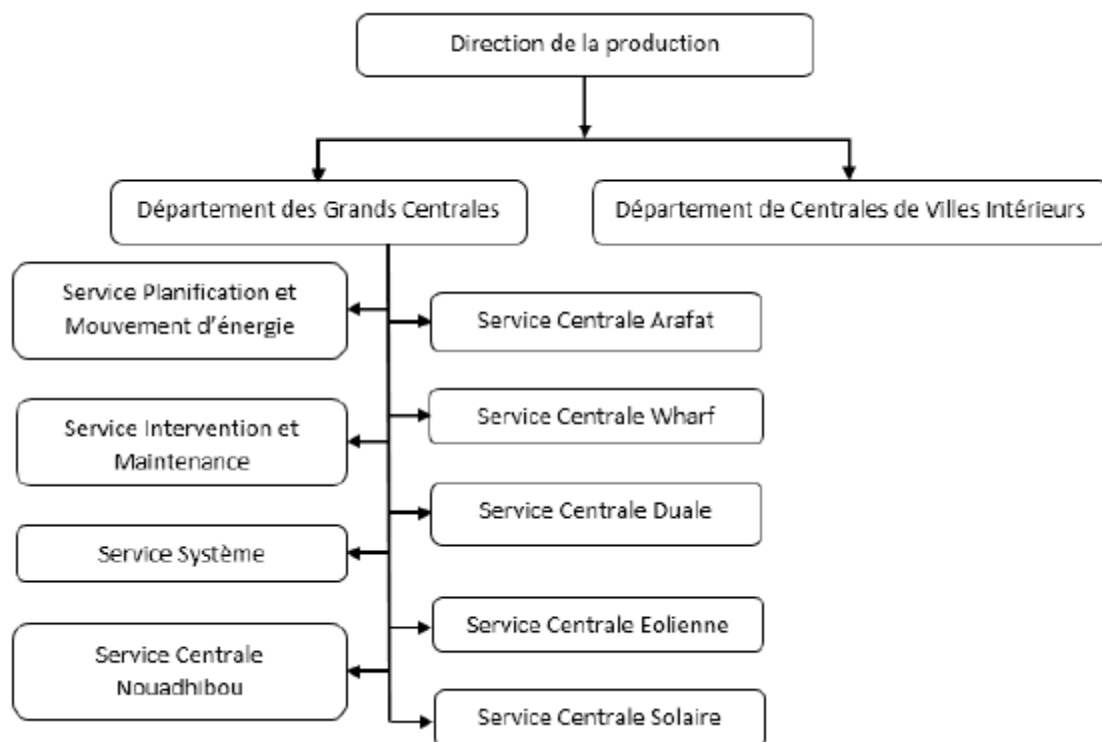 Direction de la production
Département des Grands Centrales
Département de Centrales de Villes Intérieurs
Service Planification et
Mouvement d'énergie
Service Centrale Arafat
Service Intervention et
Maintenance
Service Centrale Wharf
Service Système
Service Centrale Duale
Service Centrale
Nouadhibou
Service Centrale Eolienne
Service Centrale Solaire